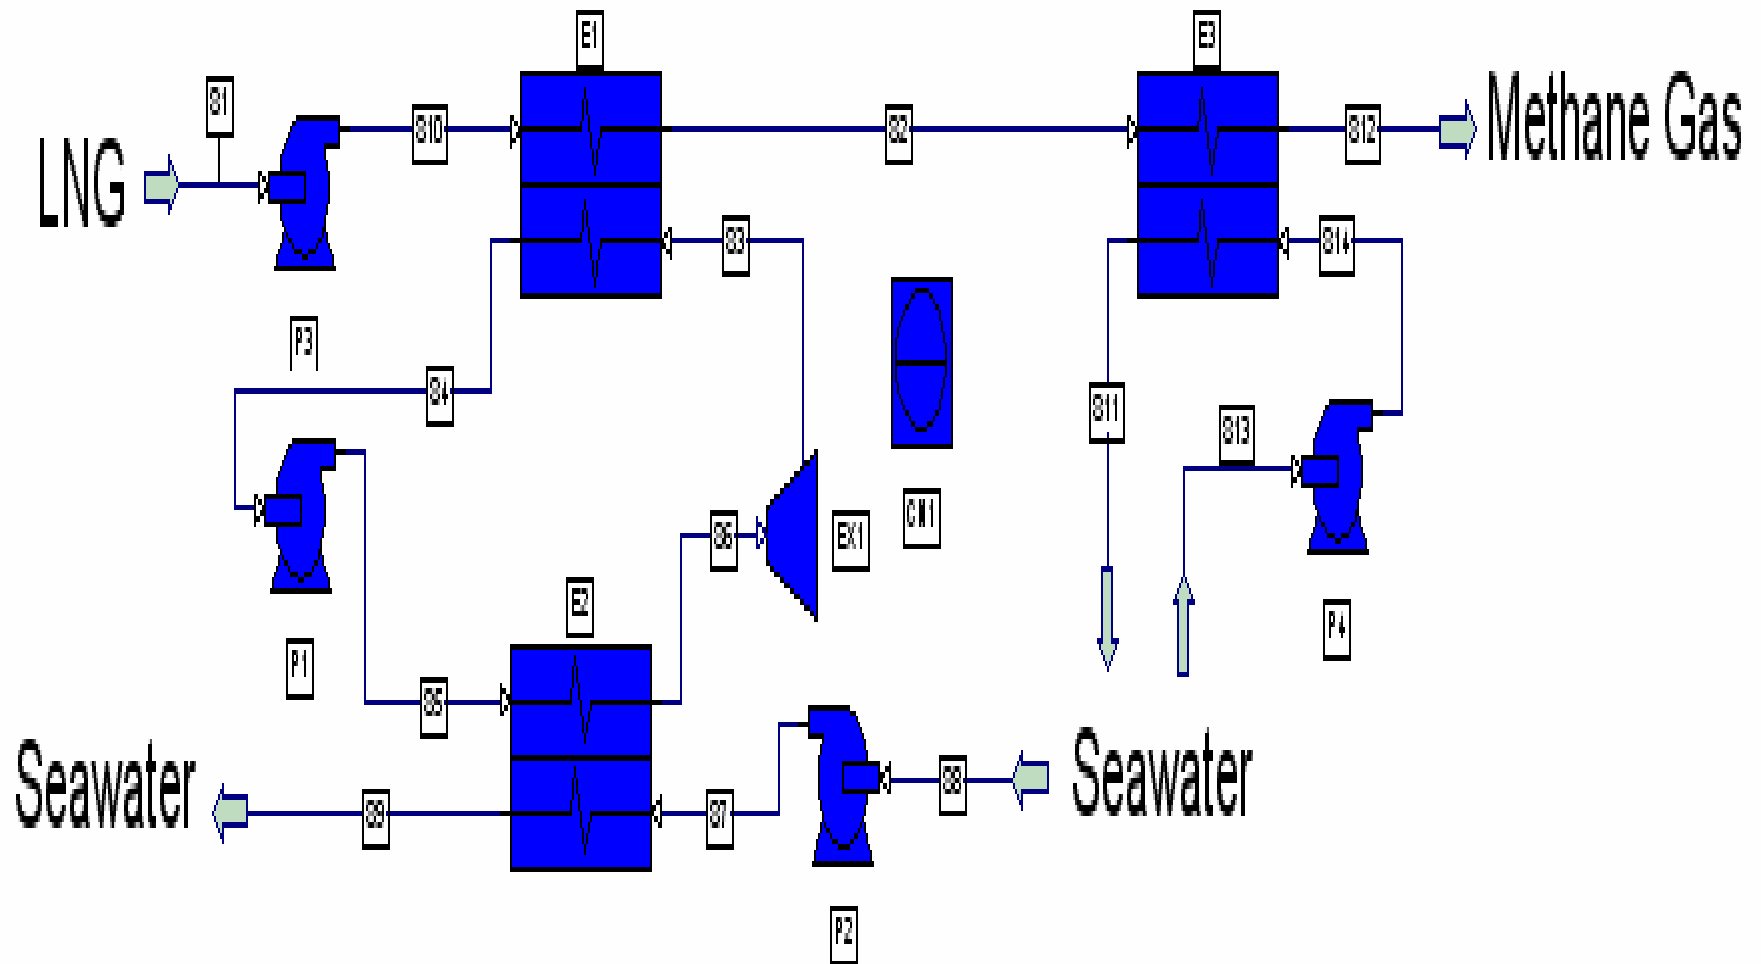 E1
E3
S1
S10
S2
S12
Methane Gas
LNG
S3
S14
P3
S4
S11
S13
CN1
EX1
S6
E2
P4
P1
S5
Seawater
S9
S7
S8
Seawater
P2